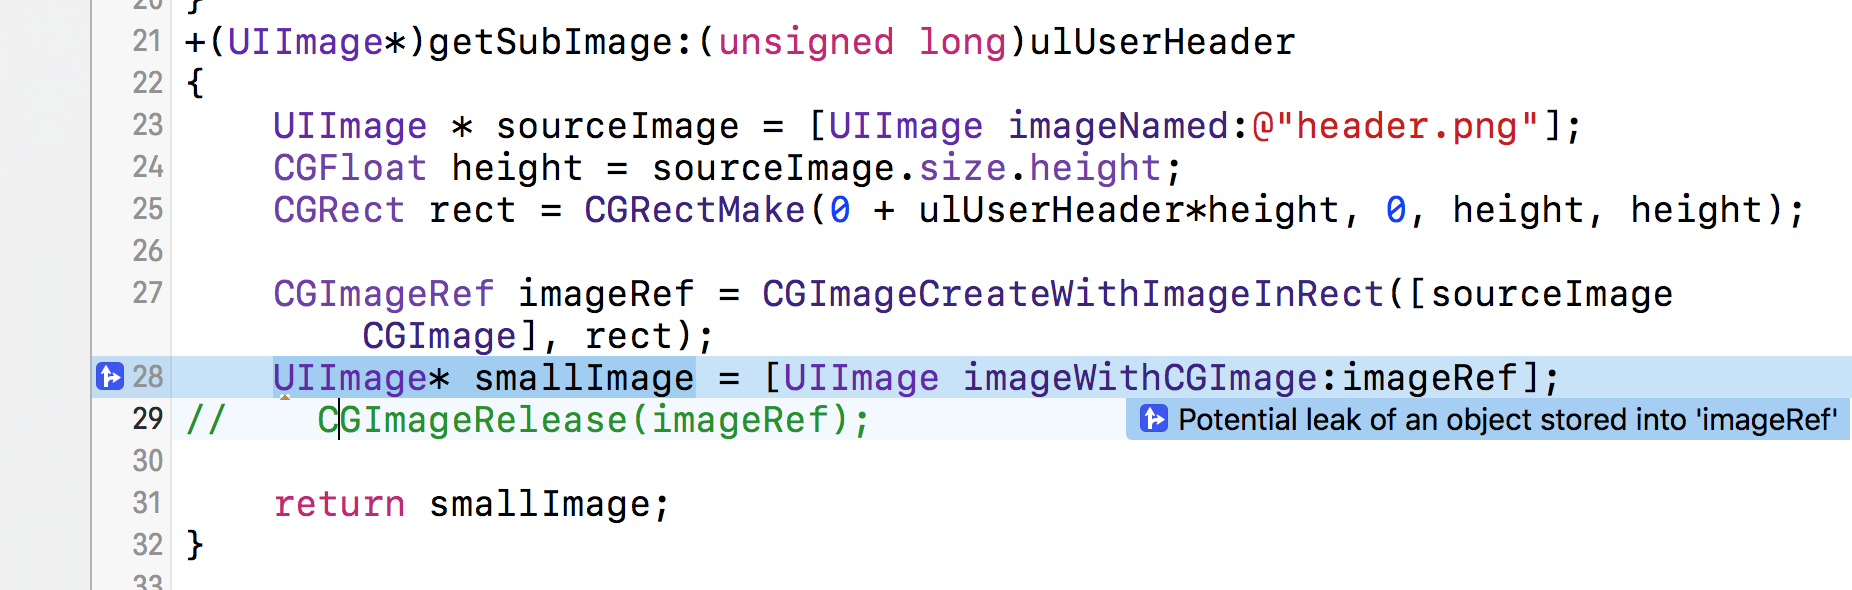 20 }
21 +(UIImage*)getSubImage:(unsigned long)ulUserHeader
22 {
23     UIImage * sourceImage = [UIImage imageNamed:@"header.png"];
24     CGFloat height = sourceImage.size.height;
25     CGRect rect = CGRectMake(0 + ulUserHeader*height, 0, height, height);
26
27     CGImageRef imageRef = CGImageCreateWithImageInRect([sourceImage
        CGImage], rect);
28     UIImage* smallImage = [UIImage imageWithCGImage:imageRef];
29 //    CGImageRelease(imageRef); Potential leak of an object stored into 'imageRef'
30
31     return smallImage;
32 }
33